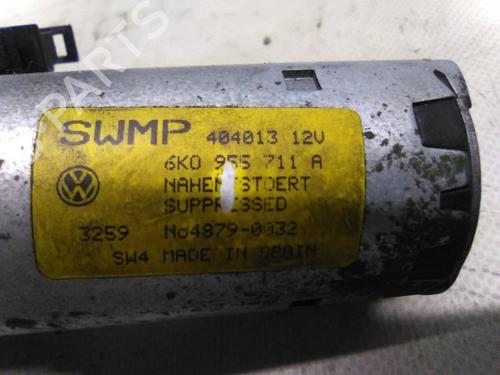 SWMP 404013 12V
6K0 955 711 A
NAHENTSTOERT
SUPPRESSED
3259 No4879-0032
SW4 MADE IN SPAIN